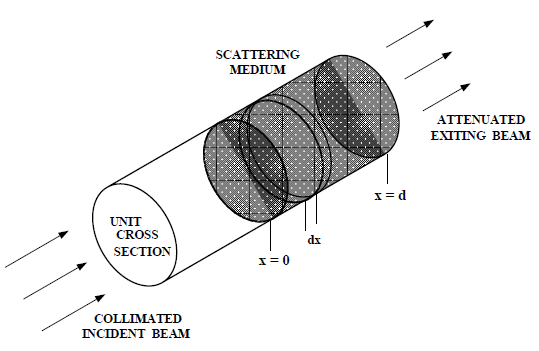 SCATTERING
MEDIUM
ATTENUATED
EXITING BEAM
x = d
UNIT
CROSS
SECTION
dx
x = 0
COLLIMATED
INCIDENT BEAM